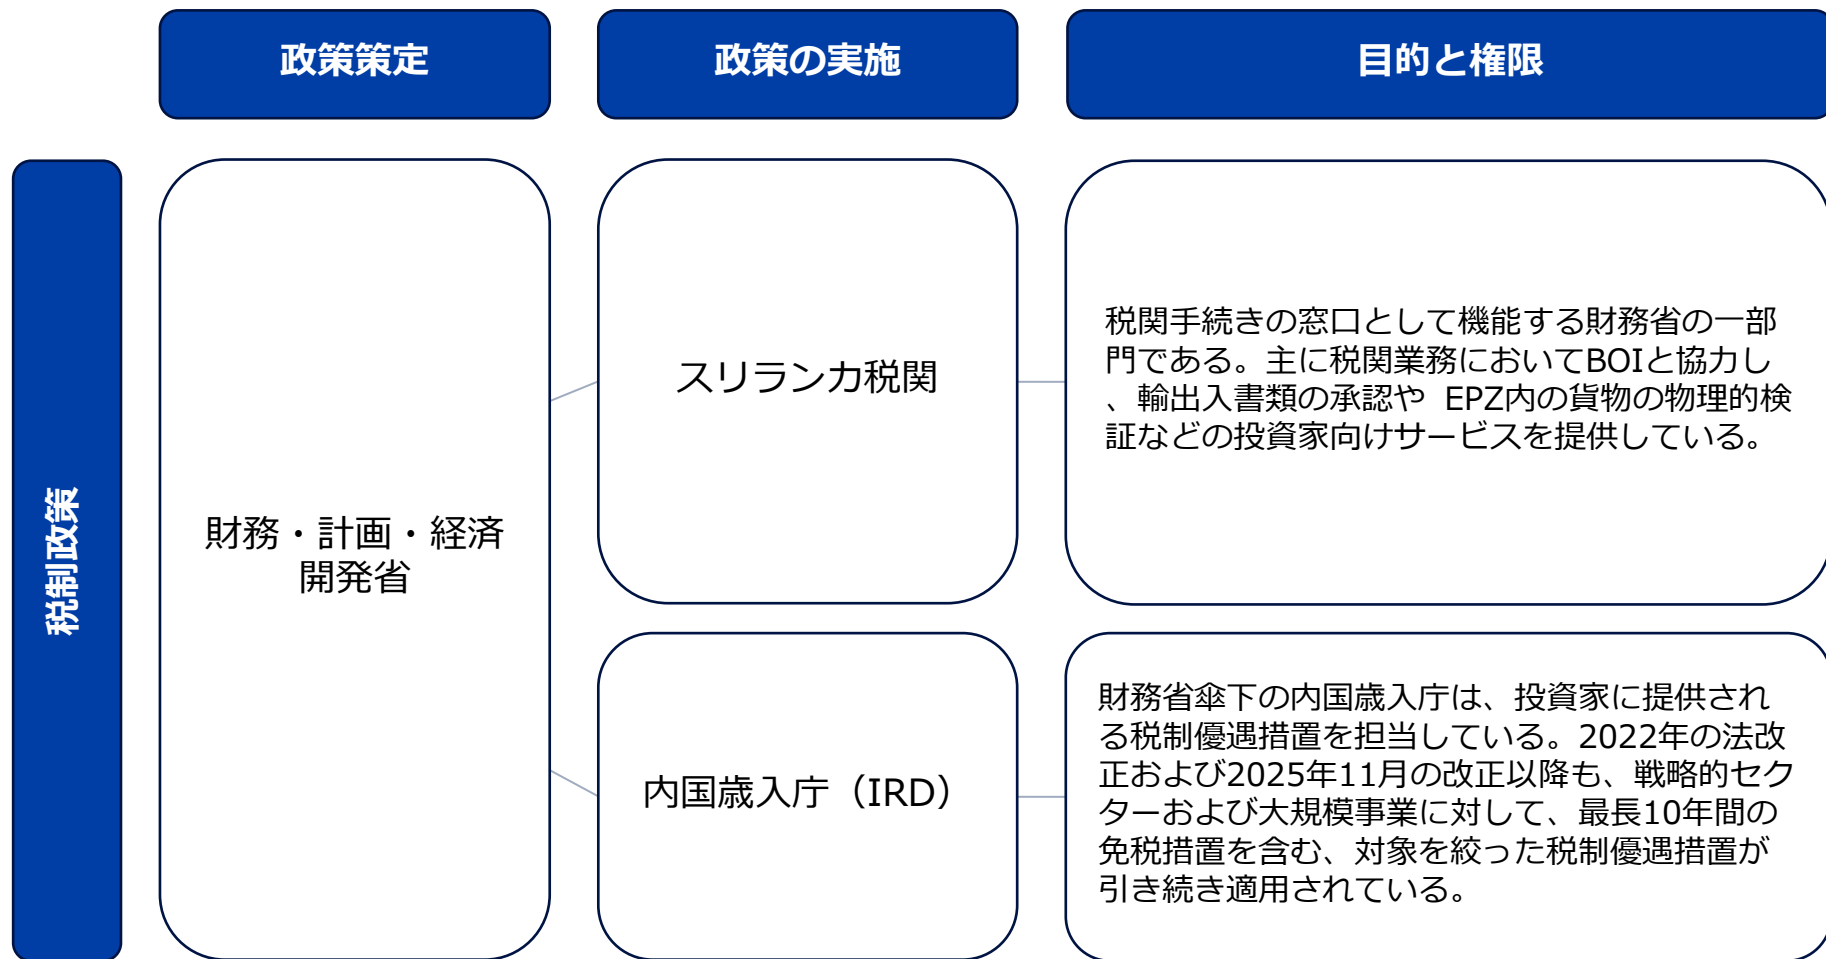 政策策定
政策の実施
目的と権限
税制政策
財務・計画・経済
開発省
スリランカ税関
税関手続きの窓口として機能する財務省の一部
門である。主に税関業務においてBOIと協力し
、輸出入書類の承認や EPZ内の貨物の物理的検
証などの投資家向けサービスを提供している。
内国歳入庁（IRD）
財務省傘下の内国歳入庁は、投資家に提供され
る税制優遇措置を担当している。2022年の法改
正および2025年11月の改正以降も、戦略的セク
ターおよび大規模事業に対して、最長10年間の
免税措置を含む、対象を絞った税制優遇措置が
引き続き適用されている。